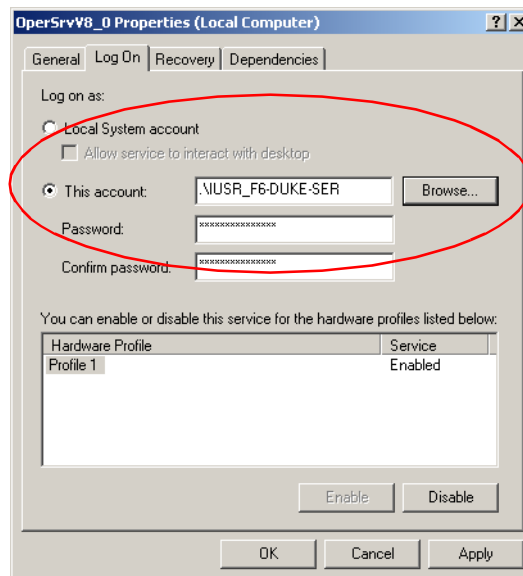 OperSrvV8_0 Properties (Local Computer)
General Log On Recovery Dependencies
Log on as:
Local System account
Allow service to interact with desktop
This account: .\IUSR_F6-DUKE-SER Browse...
Password: ***************
Confirm password: ***************
You can enable or disable this service for the hardware profiles listed below:
Hardware Profile Service
Profile 1 Enabled
Enable Disable
OK Cancel Apply